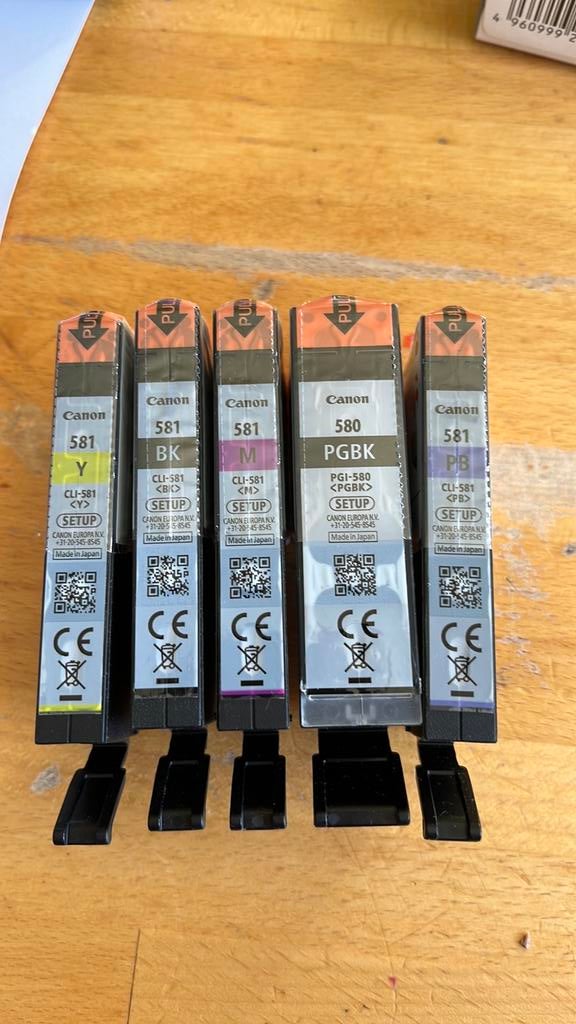 4 960999 2
PULL
Canon
581
Y
CLI-581
<Y>
SETUP
CANON EUROPA N.V.
+31-20-545-8545
Made in Japan
CE
PULL
Canon
581
BK
CLI-581
<BK>
SETUP
CANON EUROPA N.V.
+31-20-545-8545
Made in Japan
CE
PULL
Canon
581
M
CLI-581
<M>
SETUP
CANON EUROPA N.V.
+31-20-545-8545
Made in Japan
CE
PULL
Canon
580
PGBK
PGI-580
<PGBK>
SETUP
CANON EUROPA N.V.
+31-20-545-8545
Made in Japan
CE
PULL
Canon
581
PB
CLI-581
<PB>
SETUP
CANON EUROPA N.V.
+31-20-545-8545
Made in Japan
CE